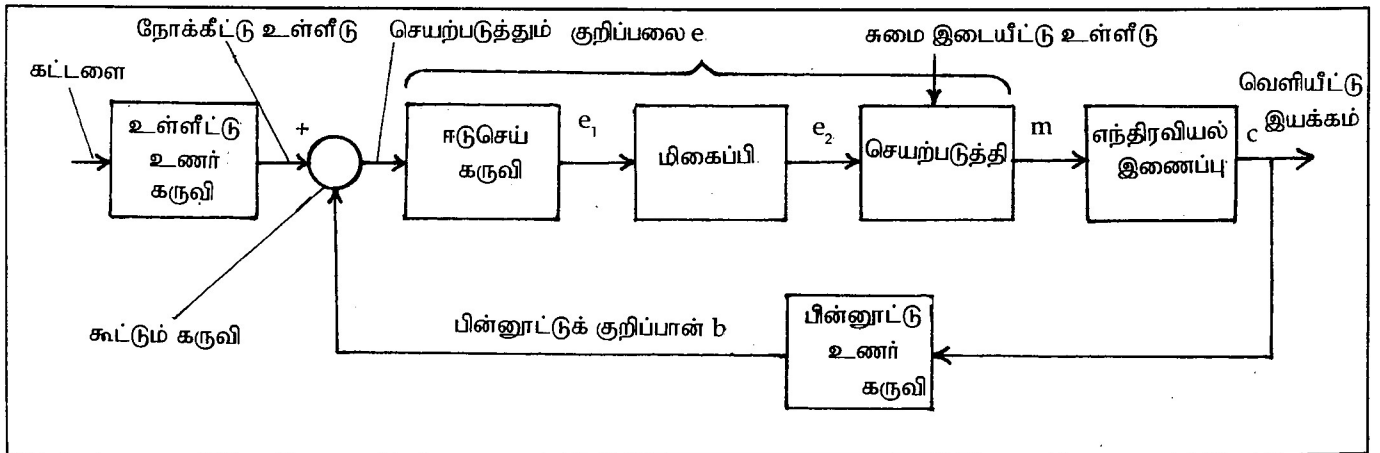 நோக்கீட்டு உள்ளீடு
செயற்படுத்தும் குறிப்பலை e
சுமை இடையீட்டு உள்ளீடு
கட்டளை
வெளியீட்டு
இயக்கம்
உள்ளீட்டு
உணர்
கருவி
+
ஈடுசெய்
கருவி
e₁
மிகைப்பி
e₂
செயற்படுத்தி
m
எந்திரவியல்
இணைப்பு
c
கூட்டும் கருவி
பின்னூட்டுக் குறிப்பான் b
பின்னூட்டு
உணர்
கருவி